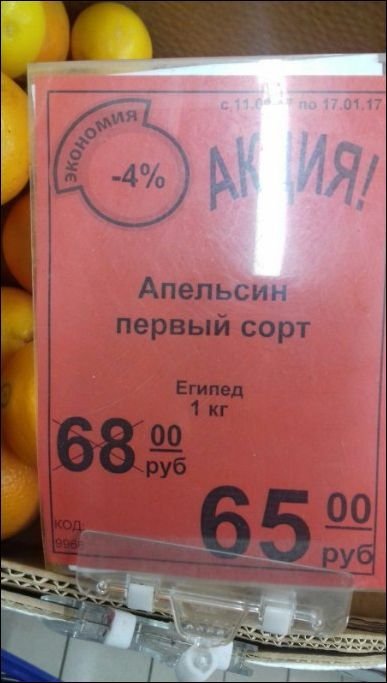 с 11.01.17 по 17.01.17
ЭКОНОМИЯ
-4%
АКЦИЯ!
Апельсин
первый сорт
Египед
1 кг
68 00
руб
65 00
руб
КОД: